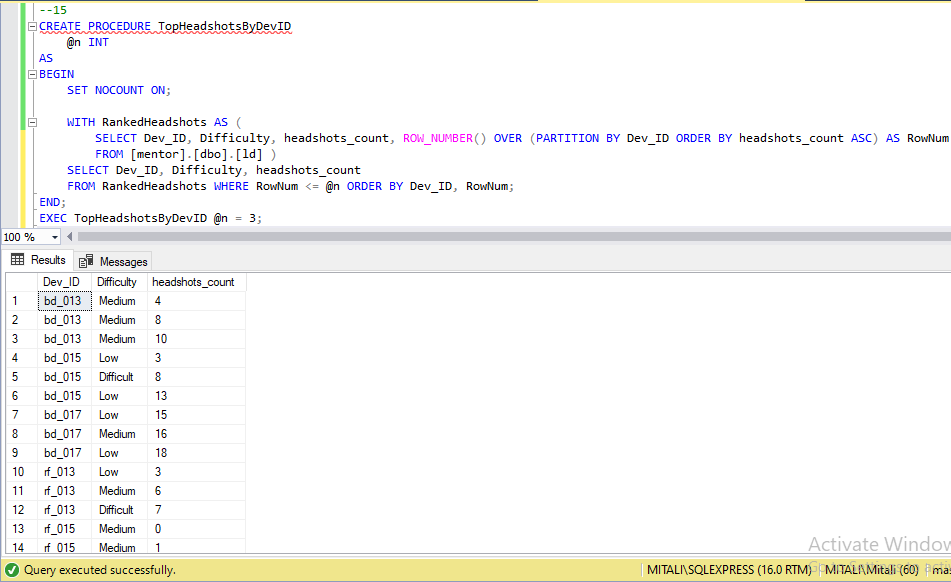 --15
CREATE PROCEDURE TopHeadshotsByDevID
@n INT
AS
BEGIN
SET NOCOUNT ON;
WITH RankedHeadshots AS (
SELECT Dev_ID, Difficulty, headshots_count, ROW_NUMBER() OVER (PARTITION BY Dev_ID ORDER BY headshots_count ASC) AS RowNum
FROM [mentor].[dbo].[ld] )
SELECT Dev_ID, Difficulty, headshots_count
FROM RankedHeadshots WHERE RowNum <= @n ORDER BY Dev_ID, RowNum;
END;
EXEC TopHeadshotsByDevID @n = 3;
100 %
Results Messages
Dev_ID Difficulty headshots_count
1 bd_013 Medium 4
2 bd_013 Medium 8
3 bd_013 Medium 10
4 bd_015 Low 3
5 bd_015 Difficult 8
6 bd_015 Low 13
7 bd_017 Low 15
8 bd_017 Medium 16
9 bd_017 Low 18
10 rf_013 Low 3
11 rf_013 Medium 6
12 rf_013 Difficult 7
13 rf_015 Medium 0
14 rf_015 Medium 1
Activate Window
Query executed successfully. MITALI\SQLEXPRESS (16.0 RTM) MITALI\Mitali (60) mas